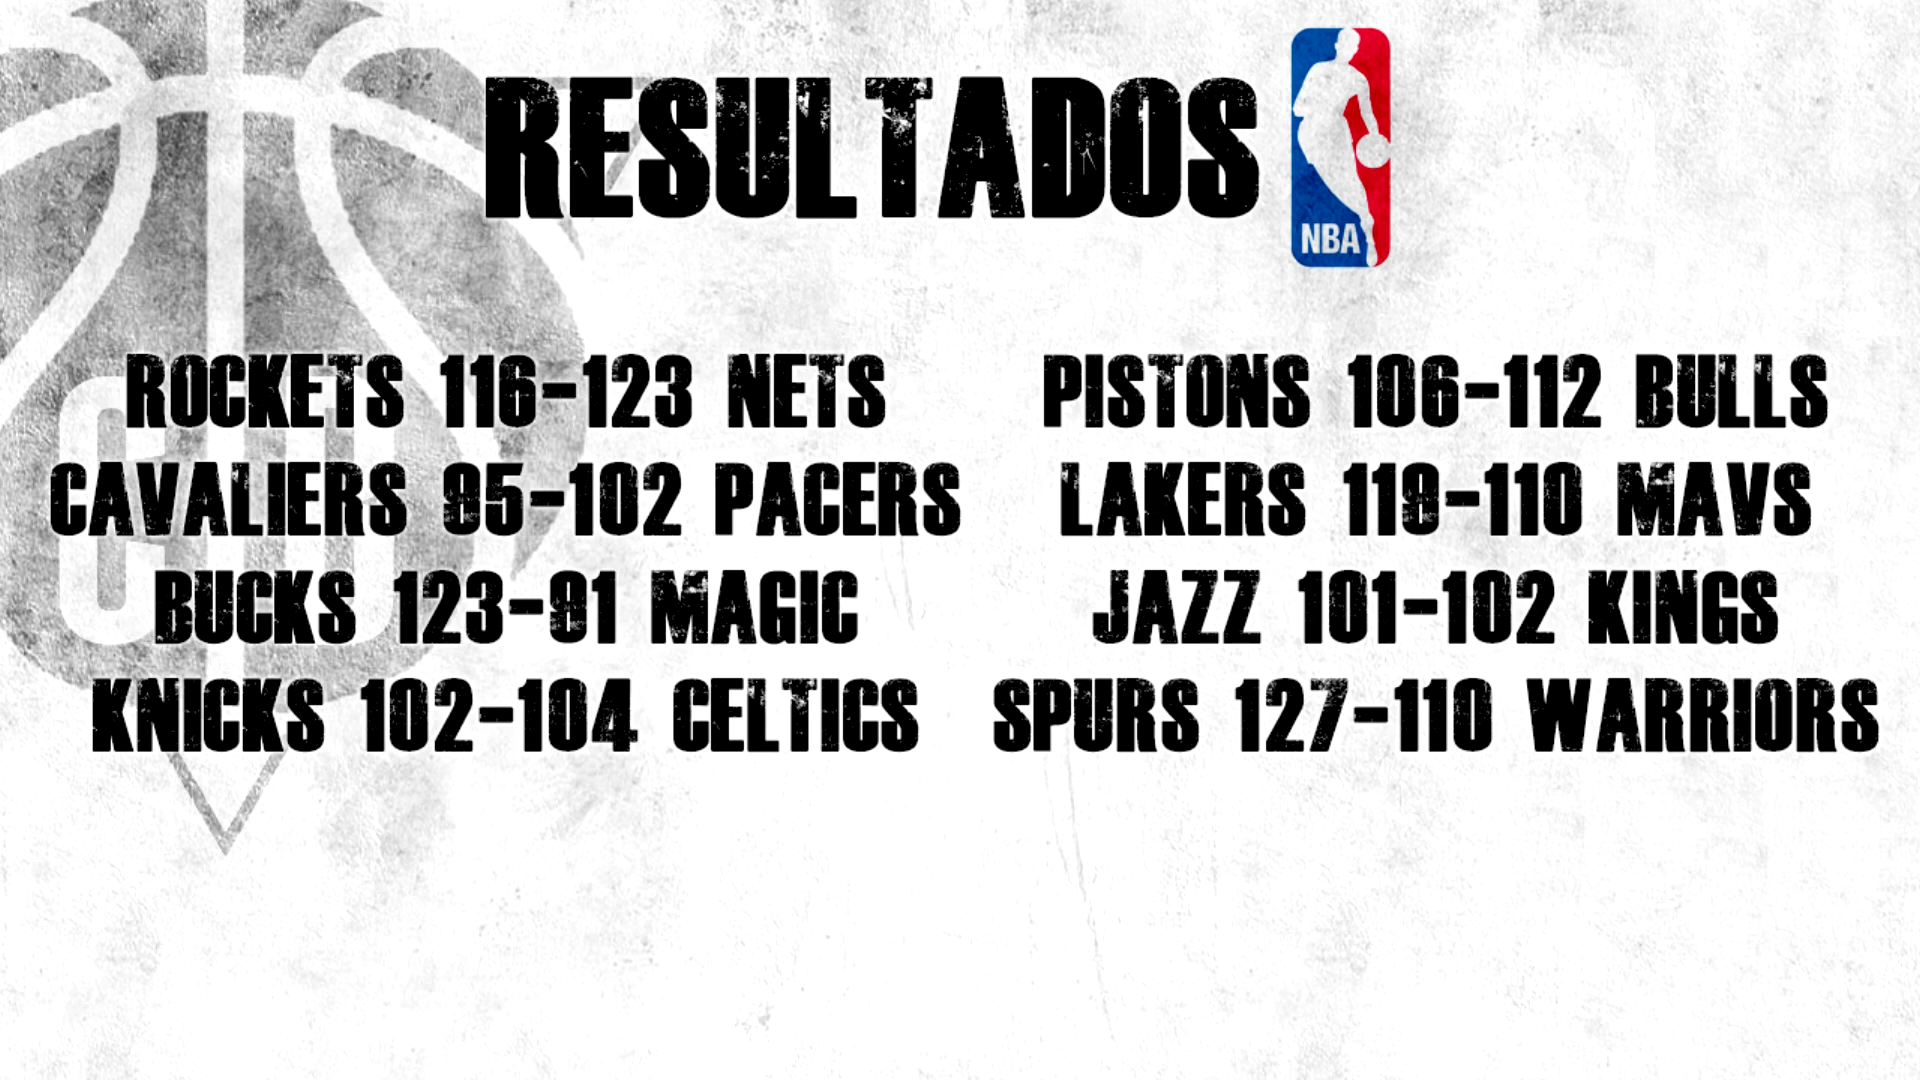 RESULTADOS
NBA
ROCKETS 116-123 NETS
CAVALIERS 95-102 PACERS
BUCKS 123-91 MAGIC
KNICKS 102-104 CELTICS
PISTONS 106-112 BULLS
LAKERS 119-110 MAVS
JAZZ 101-102 KINGS
SPURS 127-110 WARRIORS